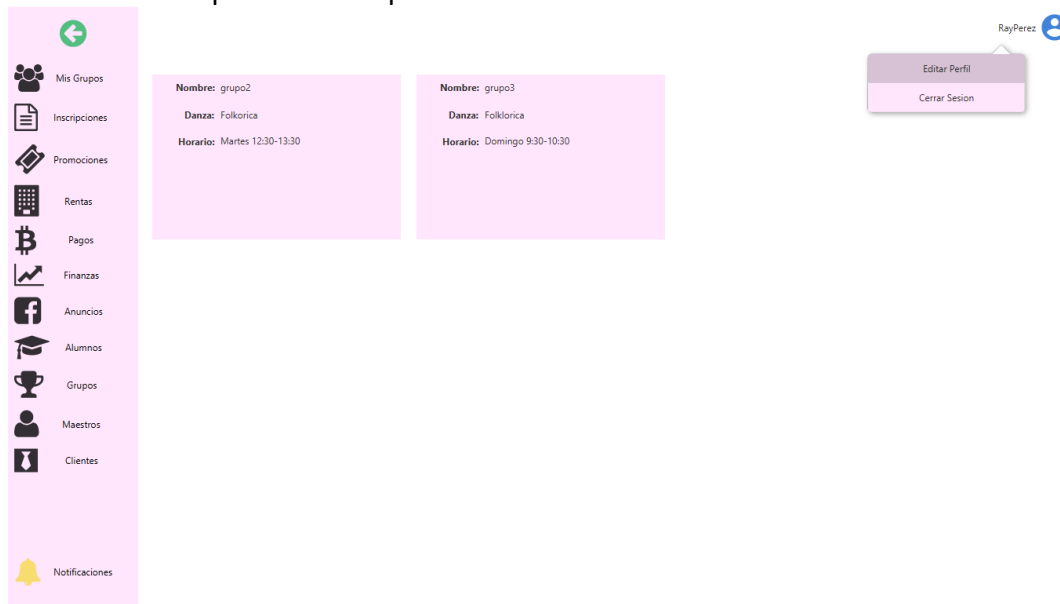 RayPerez
Editar Perfil
Cerrar Sesion
Mis Grupos
Inscripciones
Promociones
Rentas
Pagos
Finanzas
Anuncios
Alumnos
Grupos
Maestros
Clientes
Notificaciones
Nombre: grupo2
Danza: Folkorica
Horario: Martes 12:30-13:30
Nombre: grupo3
Danza: Folklorica
Horario: Domingo 9:30-10:30